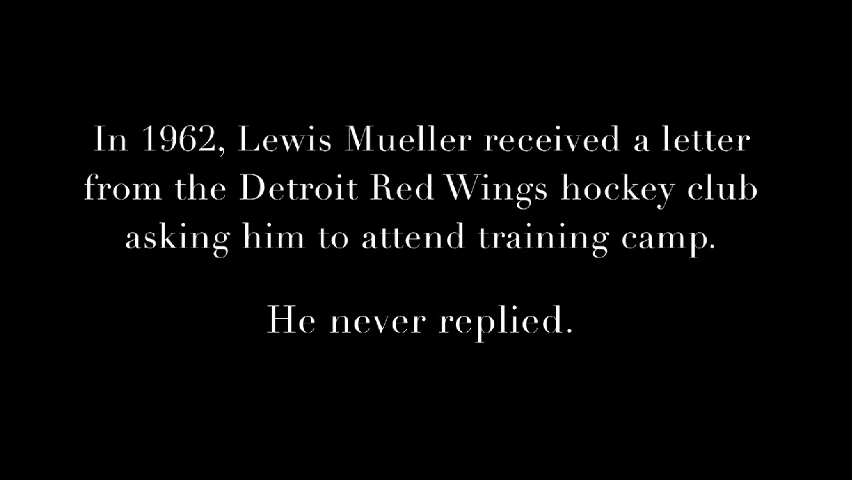 In 1962, Lewis Mueller received a letter
from the Detroit Red Wings hockey club
asking him to attend training camp.
He never replied.